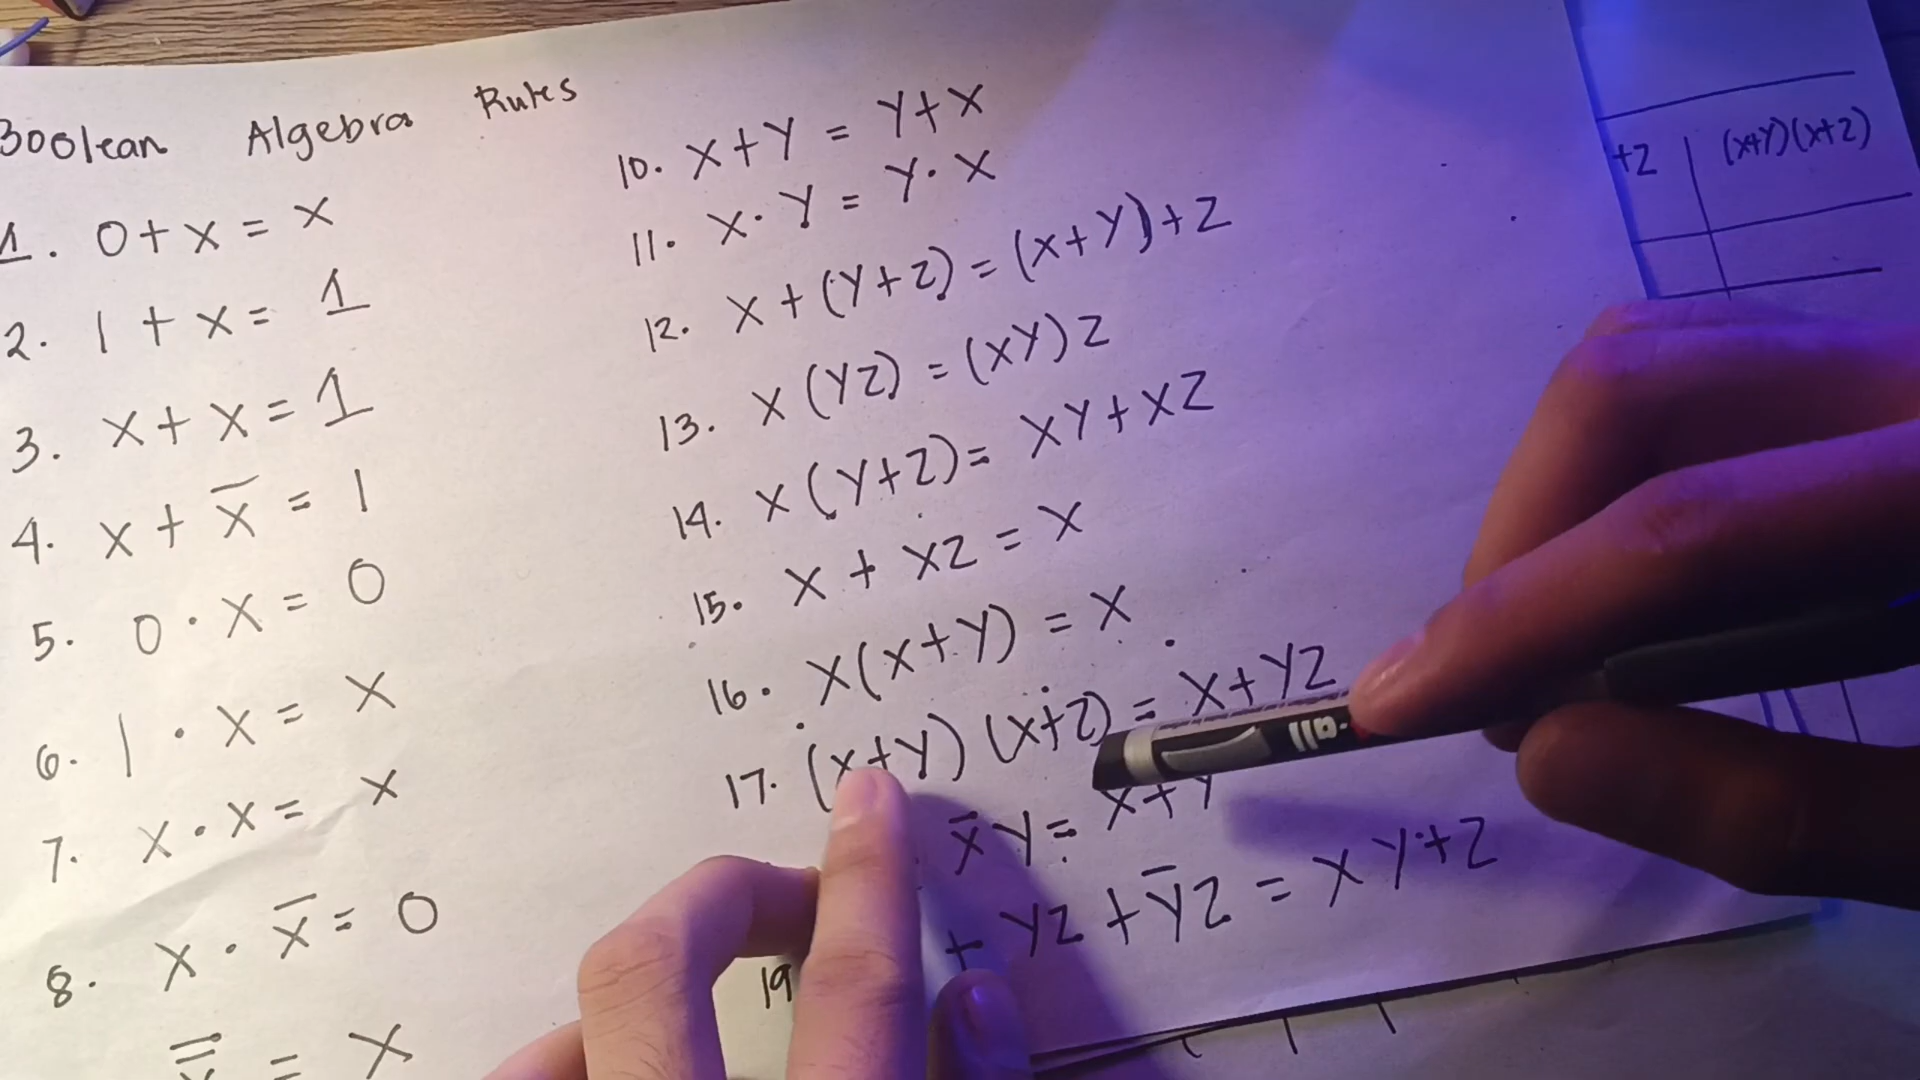 Boolean Algebra Rules
1. 0 + x = x
2. 1 + x = 1
3. x + x = 1
4. x + x̅ = 1
5. 0 · x = 0
6. 1 · x = x
7. x · x = x
8. x · x̅ = 0
= x
10. x + y = y + x
11. x · y = y · x
12. x + (y + z) = (x + y) + z
13. x (yz) = (xy) z
14. x (y + z) = xy + xz
15. x + xz = x
16. x (x + y) = x
17. (x + y) (x + z) = x + yz
x̅ y = x + y
19 + yz + y̅z = xy + z
+z (x+y)(x+z)